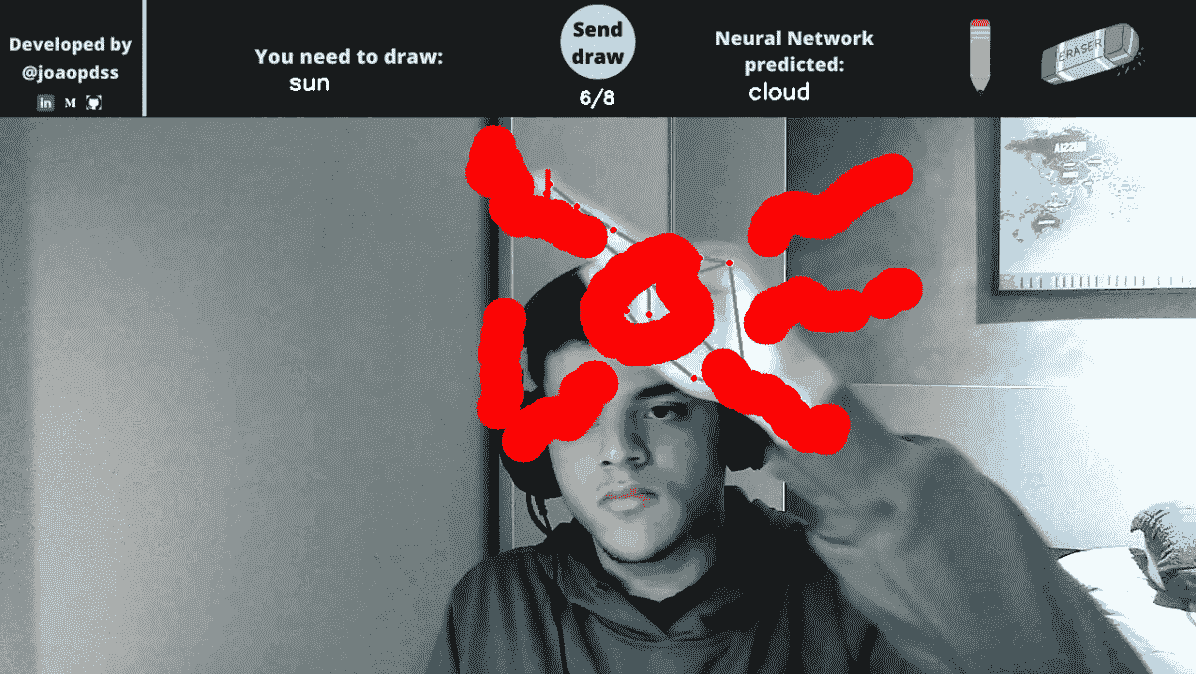 Developed by
@joaopdss
in M
You need to draw:
sun
Send
draw
6/8
Neural Network
predicted:
cloud
ERASER